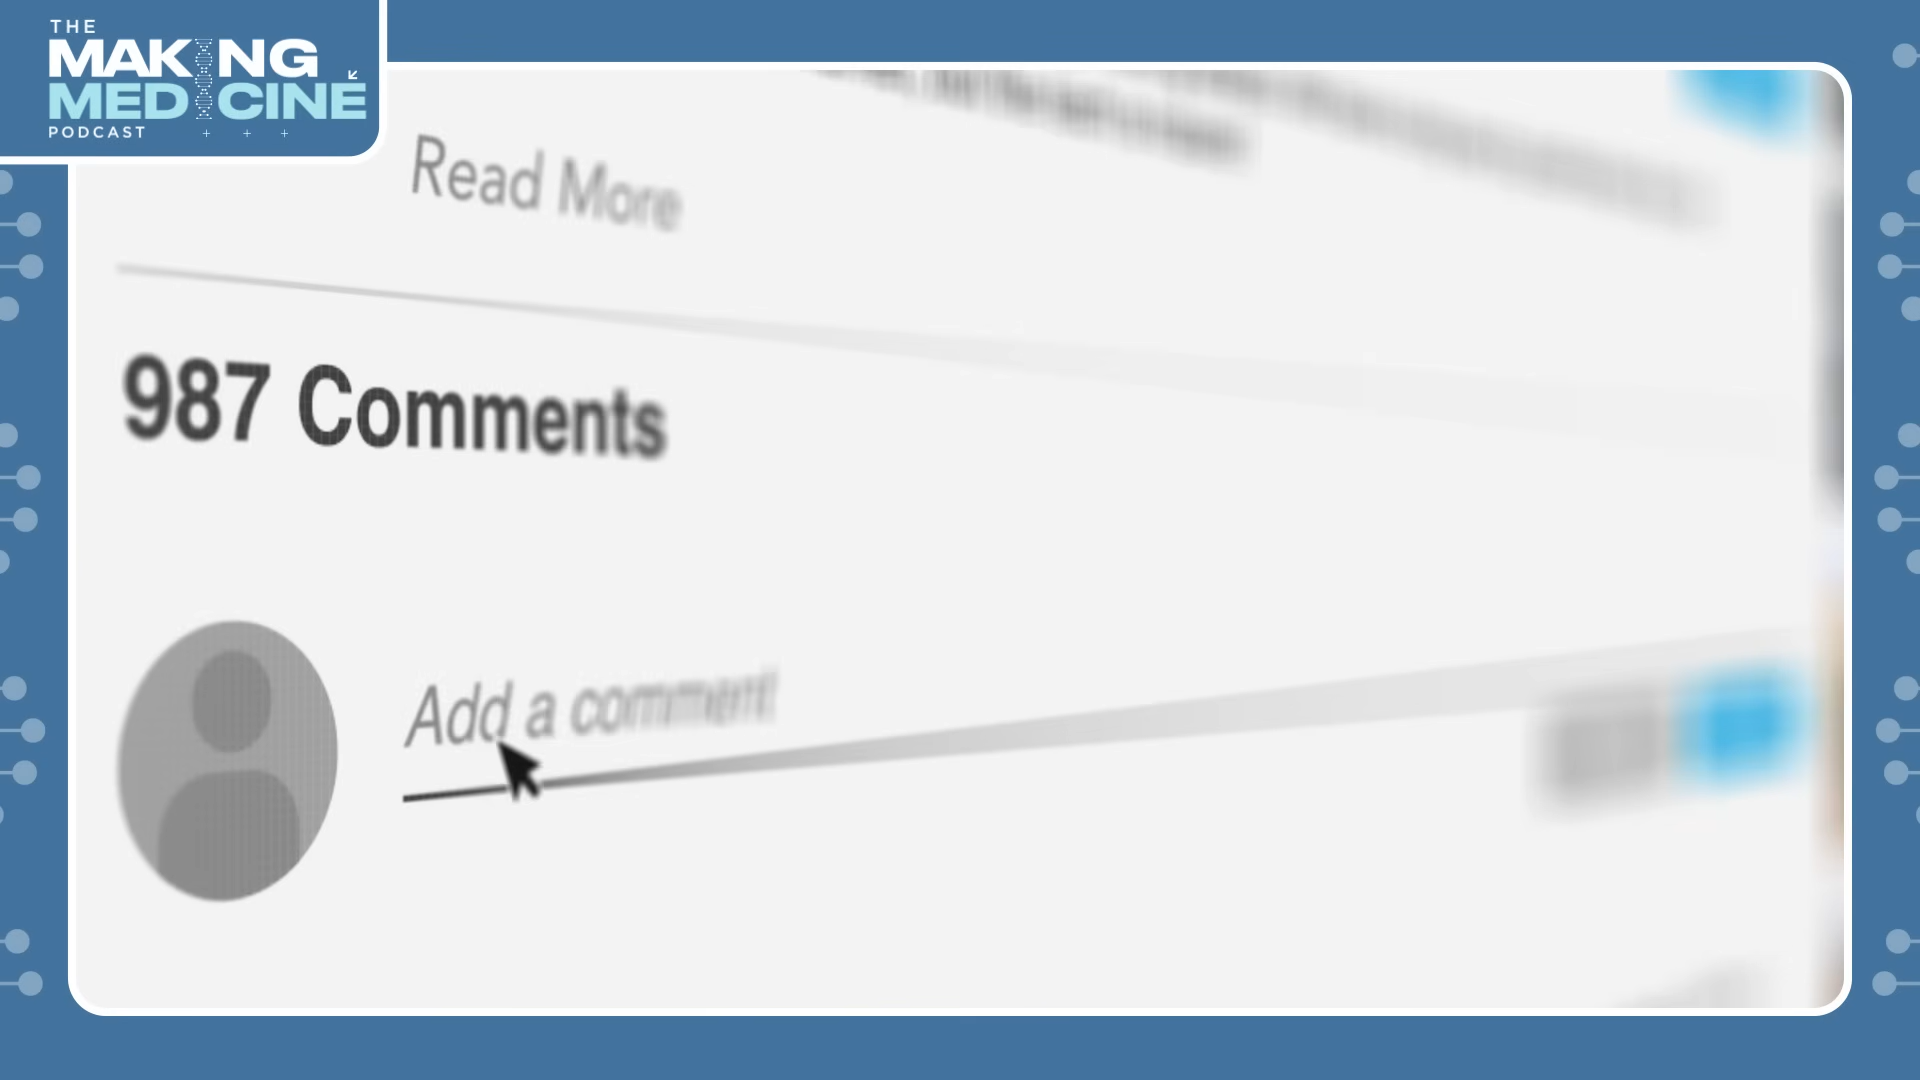 THE
MAKING
MEDICINE
PODCAST
Read More
987 Comments
Add a comment